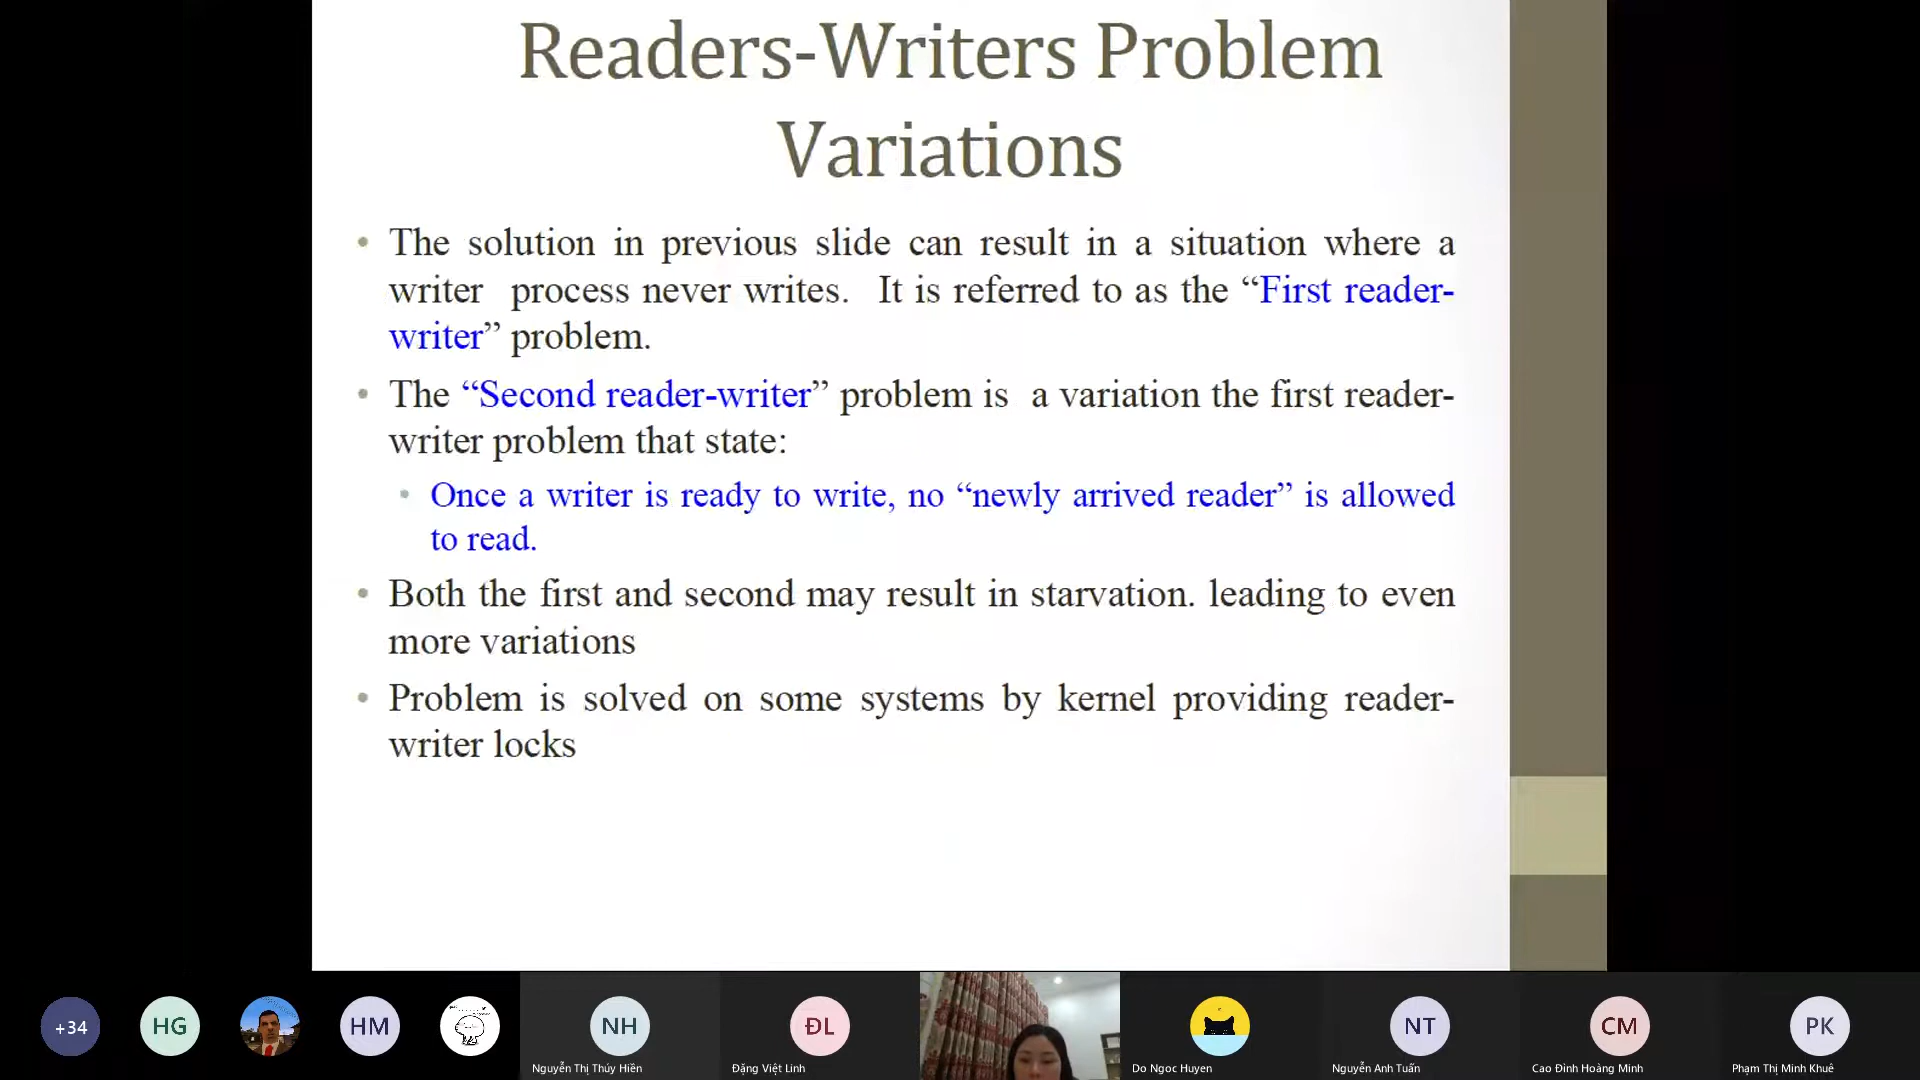 Readers-Writers Problem
Variations
• The solution in previous slide can result in a situation where a
writer process never writes. It is referred to as the “First reader-
writer” problem.
• The “Second reader-writer” problem is a variation the first reader-
writer problem that state:
• Once a writer is ready to write, no “newly arrived reader” is allowed
to read.
• Both the first and second may result in starvation. leading to even
more variations
• Problem is solved on some systems by kernel providing reader-
writer locks
+34
HG
HM
NH
ĐL
NT
CM
PK
Nguyễn Thị Thúy Hiền
Đặng Việt Linh
Do Ngoc Huyen
Nguyễn Anh Tuấn
Cao Đình Hoàng Minh
Phạm Thị Minh Khuê